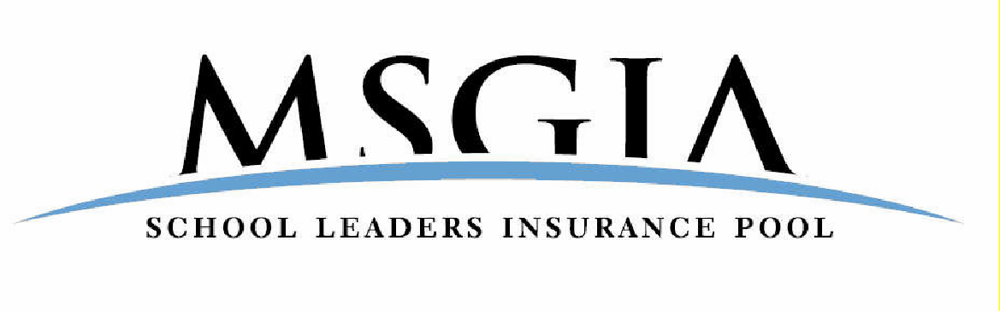 MSGIA
SCHOOL LEADERS INSURANCE POOL